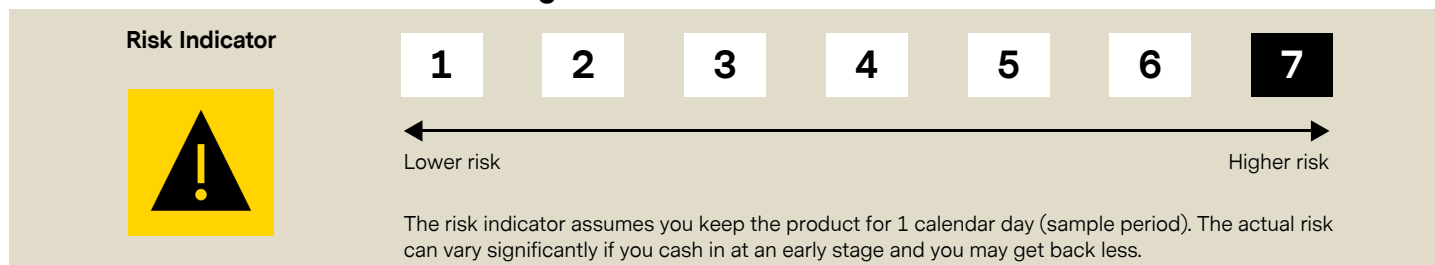 Risk Indicator
1 2 3 4 5 6 7
Lower risk Higher risk
The risk indicator assumes you keep the product for 1 calendar day (sample period). The actual risk
can vary significantly if you cash in at an early stage and you may get back less.